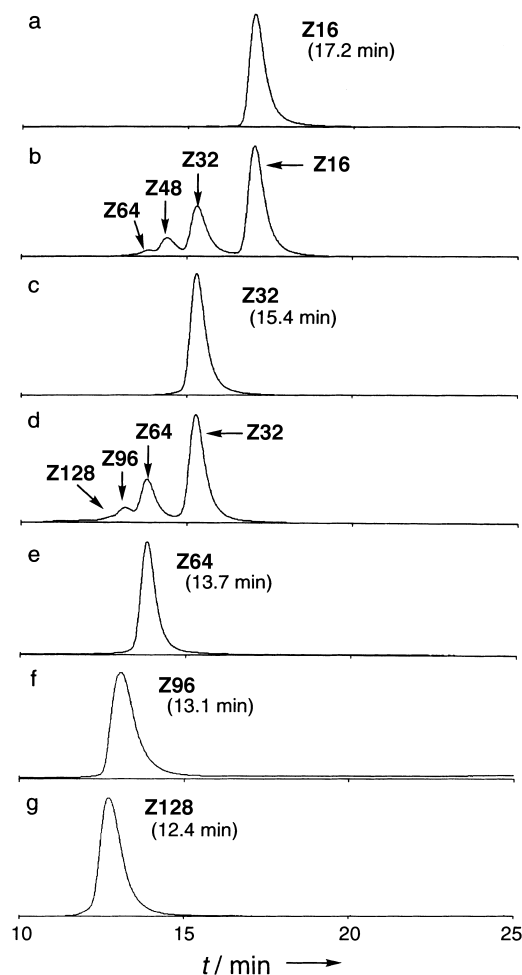 a
Z16
(17.2 min)
b
Z32
Z16
Z48
Z64
c
Z32
(15.4 min)
d
Z64
Z32
Z96
Z128
e
Z64
(13.7 min)
f
Z96
(13.1 min)
g
Z128
(12.4 min)
10 15 20 25
t / min